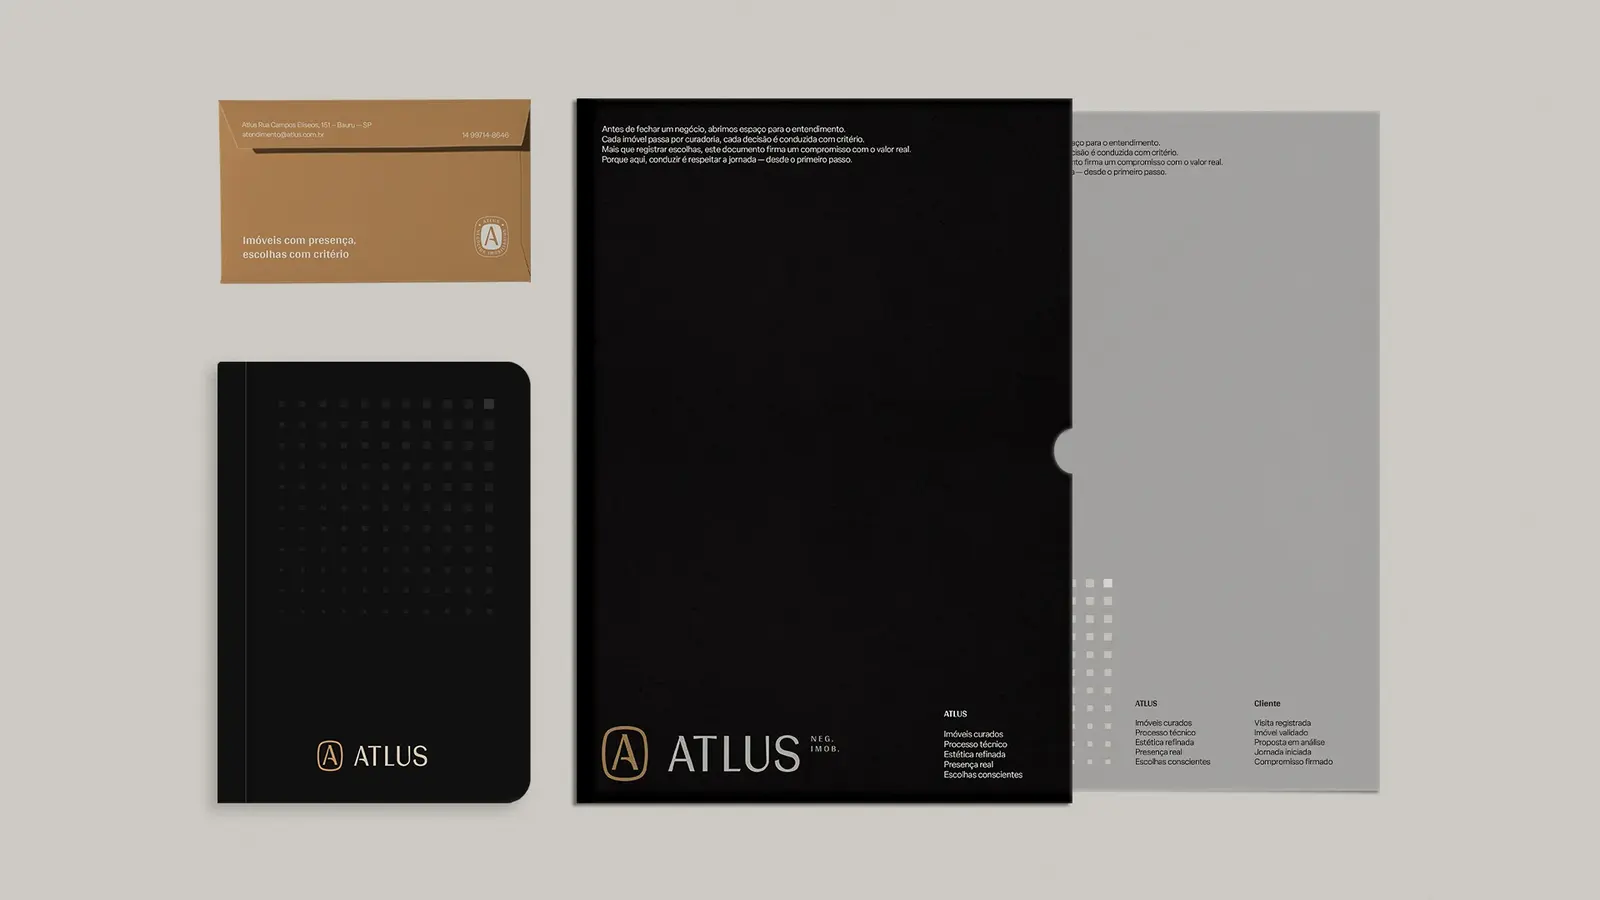 Atlus Rua Campos Elíseos, 151 – Bauru – SP
atendimento@atlus.com.br
14 99714-8646
Imóveis com presença,
escolhas com critério
A
ATLUS
A ATLUS
Antes de fechar um negócio, abrimos espaço para o entendimento.
Cada imóvel passa por curadoria, cada decisão é conduzida com critério.
Mais que registrar escolhas, este documento firma um compromisso com o valor real.
Porque aqui, conduzir é respeitar a jornada — desde o primeiro passo.
A ATLUS NEG.
IMOB.
ATLUS
Imóveis curados
Processo técnico
Estética refinada
Presença real
Escolhas conscientes
para o entendimento.
é conduzida com critério.
firma um compromisso com o valor real.
— desde o primeiro passo.
ATLUS
Imóveis curados
Processo técnico
Estética refinada
Presença real
Escolhas conscientes
Cliente
Visita registrada
Imóvel validado
Proposta em análise
Jornada iniciada
Compromisso firmado